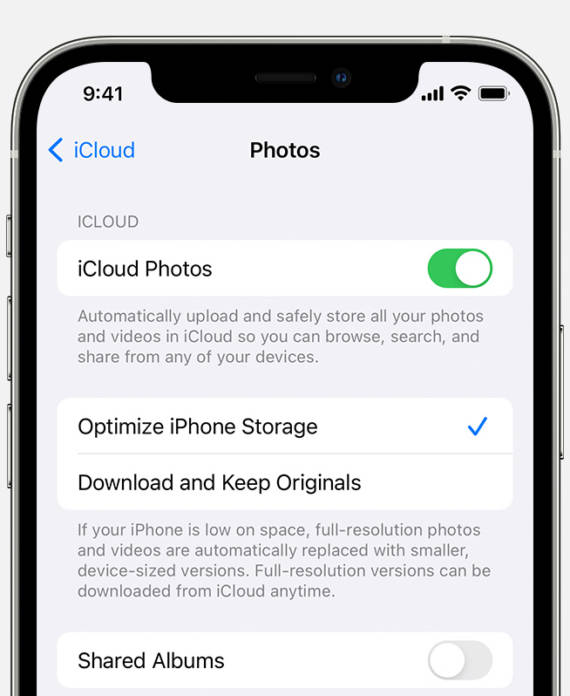 9:41
iCloud
Photos
ICLOUD
iCloud Photos
Automatically upload and safely store all your photos
and videos in iCloud so you can browse, search, and
share from any of your devices.
Optimize iPhone Storage
Download and Keep Originals
If your iPhone is low on space, full-resolution photos
and videos are automatically replaced with smaller,
device-sized versions. Full-resolution versions can be
downloaded from iCloud anytime.
Shared Albums